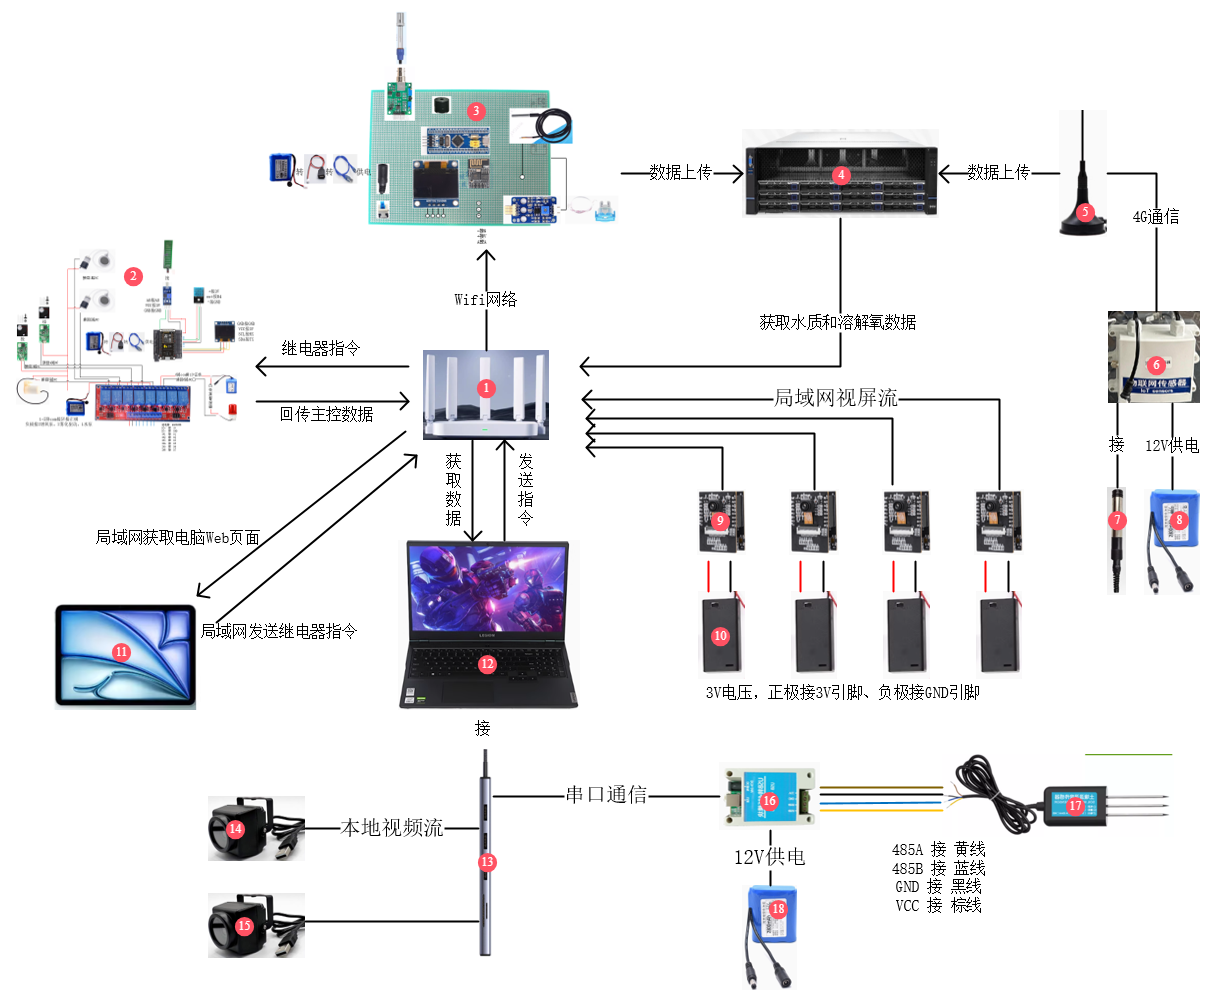 3
转
转
供电
数据上传
4
数据上传
5
4G通信
2
Wifi网络
获取水质和溶解氧数据
继电器指令
回传主控数据
1
局域网视屏流
6
物联网传感器
IoT sensors
接
12V供电
获取数据
发送指令
局域网获取电脑Web页面
9
7
8
局域网发送继电器指令
11
LEGION
12
10
3V电压，正极接3V引脚、负极接GND引脚
接
串口通信
16
17
14
本地视频流
13
12V供电
485A 接 黄线
485B 接 蓝线
GND 接 黑线
VCC 接 棕线
15
18